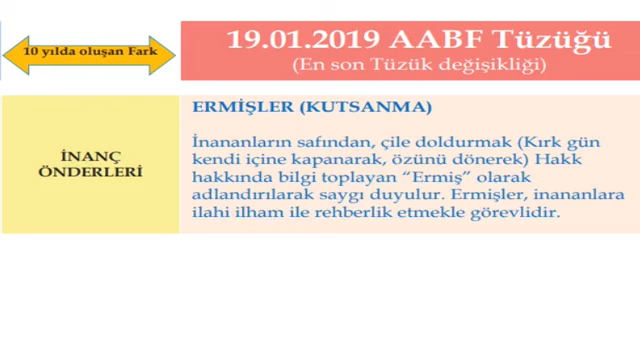 10 yılda oluşan Fark
19.01.2019 AABF Tüzüğü
(En son Tüzük değişikliği)
İNANÇ
ÖNDERLERİ
ERMİŞLER (KUTSANMA)
İnananların safından, çile doldurmak (Kırk gün
kendi içine kapanarak, özünü dönerek) Hakk
hakkında bilgi toplayan “Ermiş” olarak
adlandırılarak saygı duyulur. Ermişler, inananlara
ilahi ilham ile rehberlik etmekle görevlidir.